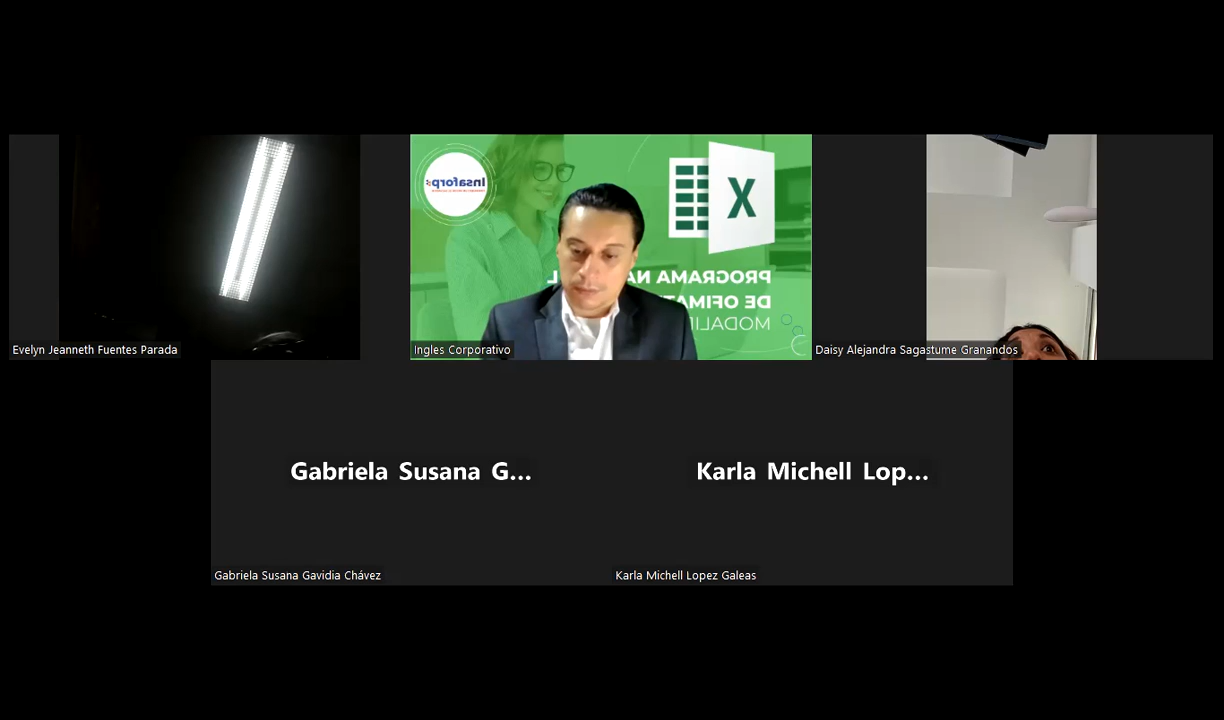 Insaforp
X
PROGRAMA NA L
DE OFIMAT
MODALI
Evelyn Jeanneth Fuentes Parada
Ingles Corporativo
Daisy Alejandra Sagastume Granandos
Gabriela Susana G...
Karla Michell Lop...
Gabriela Susana Gavidia Chávez
Karla Michell Lopez Galeas